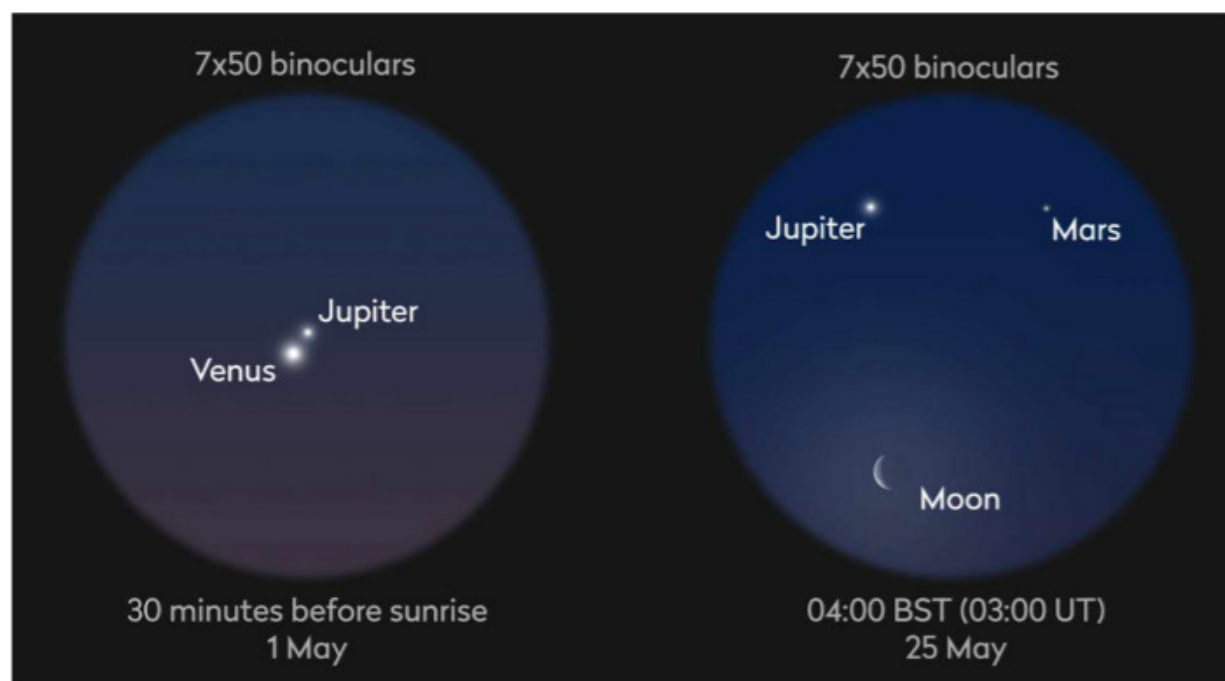 7x50 binoculars
Jupiter
Venus
30 minutes before sunrise
1 May
7x50 binoculars
Jupiter
Mars
Moon
04:00 BST (03:00 UT)
25 May